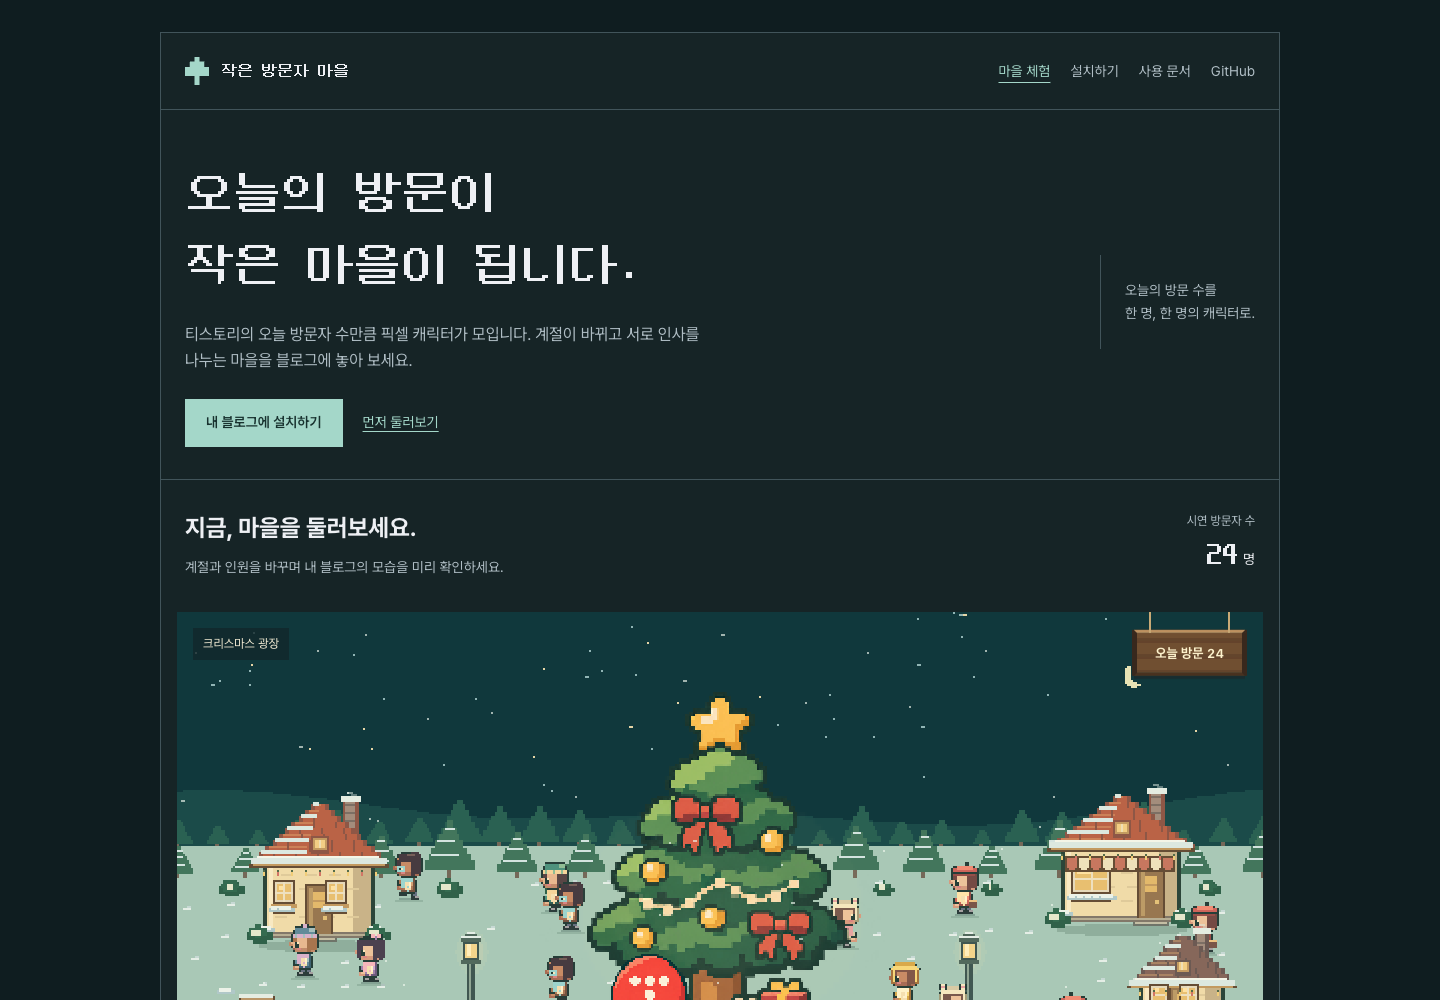 작은 방문자 마을
마을 체험 설치하기 사용 문서 GitHub
오늘의 방문이
작은 마을이 됩니다.
오늘의 방문 수를
한 명, 한 명의 캐릭터로.
티스토리의 오늘 방문자 수만큼 픽셀 캐릭터가 모입니다. 계절이 바뀌고 서로 인사를
나누는 마을을 블로그에 놓아 보세요.
내 블로그에 설치하기 먼저 둘러보기
지금, 마을을 둘러보세요.
계절과 인원을 바꾸며 내 블로그의 모습을 미리 확인하세요.
시연 방문자 수
24 명
크리스마스 광장
오늘 방문 24